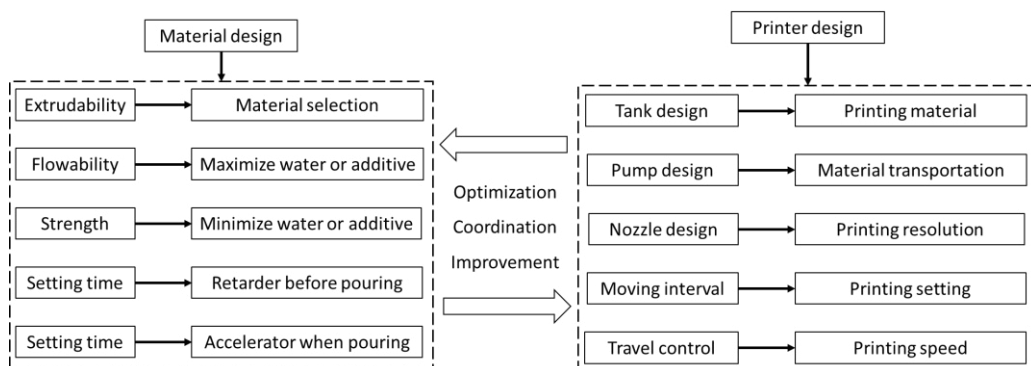 Material design
Extrudability
Material selection
Flowability
Maximize water or additive
Strength
Minimize water or additive
Setting time
Retarder before pouring
Setting time
Accelerator when pouring
Optimization
Coordination
Improvement
Printer design
Tank design
Printing material
Pump design
Material transportation
Nozzle design
Printing resolution
Moving interval
Printing setting
Travel control
Printing speed